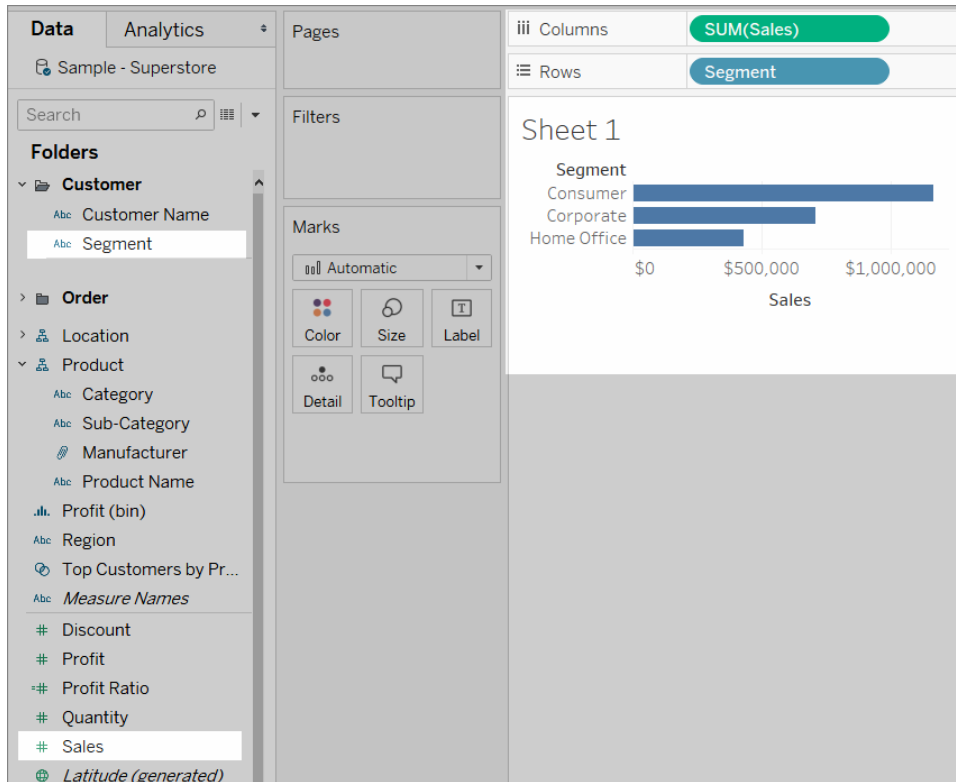 Data
Analytics
Sample - Superstore
Search
Folders
Customer
Abc Customer Name
Abc Segment
Order
Location
Product
Abc Category
Abc Sub-Category
Manufacturer
Abc Product Name
Profit (bin)
Abc Region
Top Customers by Pr...
Abc Measure Names
# Discount
# Profit
=# Profit Ratio
# Quantity
# Sales
Latitude (generated)
Pages
Filters
Marks
Automatic
Color Size Label
Detail Tooltip
Columns SUM(Sales)
Rows Segment
Sheet 1
Segment
Consumer
Corporate
Home Office
$0 $500,000 $1,000,000
Sales